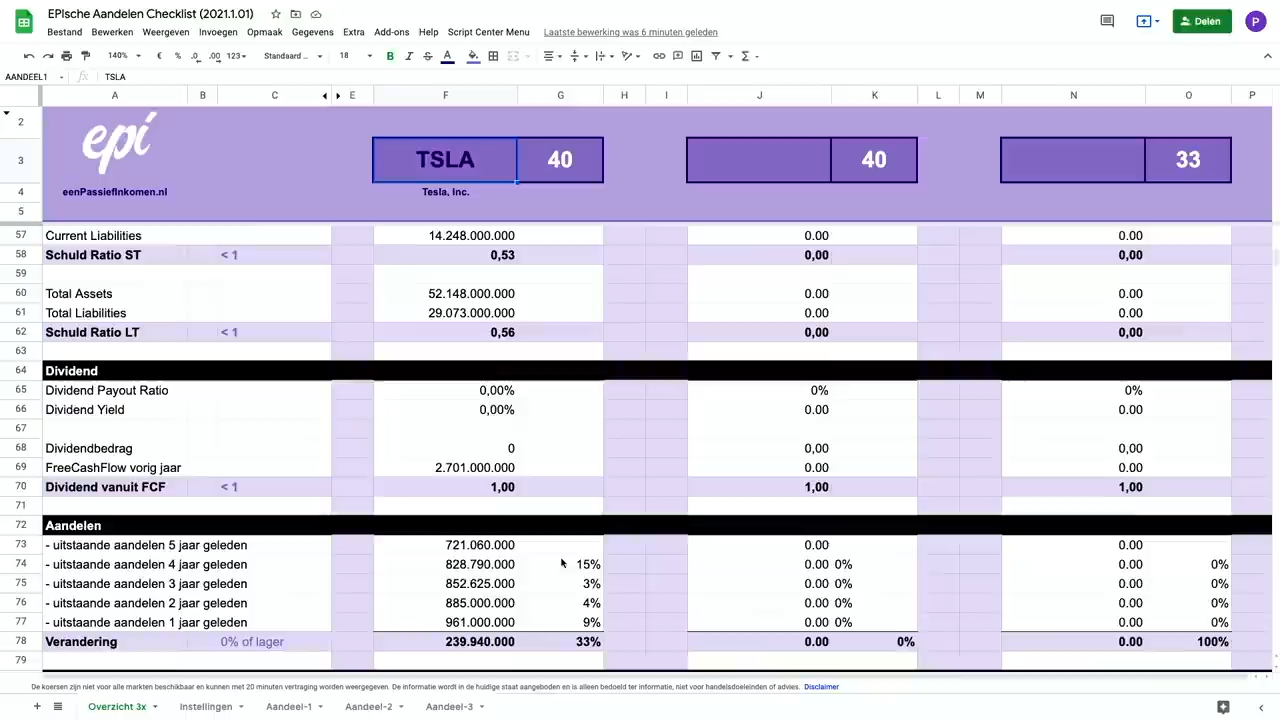 EPIsche Aandelen Checklist (2021.1.01)
Bestand Bewerken Weergeven Invoegen Opmaak Gegevens Extra Add-ons Help Script Center Menu Laatste bewerking was 6 minuten geleden
Delen P
140% € % .0 .00 123 Standaard ... 18 B I S A
AANDEEL1 fx TSLA
A B C E F G H I J K L M N O P
2 epi
3 TSLA 40 40 33
4 eenPassiefInkomen.nl Tesla, Inc.
5
57 Current Liabilities 14.248.000.000 0.00 0.00
58 Schuld Ratio ST < 1 0,53 0,00 0,00
59
60 Total Assets 52.148.000.000 0.00 0.00
61 Total Liabilities 29.073.000.000 0.00 0.00
62 Schuld Ratio LT < 1 0,56 0,00 0,00
63
64 Dividend
65 Dividend Payout Ratio 0,00% 0% 0%
66 Dividend Yield 0,00% 0.00 0.00
67
68 Dividendbedrag 0 0,00 0,00
69 FreeCashFlow vorig jaar 2.701.000.000 0.00 0.00
70 Dividend vanuit FCF < 1 1,00 1,00 1,00
71
72 Aandelen
73 - uitstaande aandelen 5 jaar geleden 721.060.000 0.00 0.00
74 - uitstaande aandelen 4 jaar geleden 828.790.000 15% 0.00 0% 0.00 0%
75 - uitstaande aandelen 3 jaar geleden 852.625.000 3% 0.00 0% 0.00 0%
76 - uitstaande aandelen 2 jaar geleden 885.000.000 4% 0.00 0% 0.00 0%
77 - uitstaande aandelen 1 jaar geleden 961.000.000 9% 0.00 0% 0.00 0%
78 Verandering 0% of lager 239.940.000 33% 0.00 0% 0.00 100%
79
De koersen zijn niet voor alle markten beschikbaar en kunnen met 20 minuten vertraging worden weergegeven. De informatie wordt in de huidige staat aangeboden en is alleen bedoeld ter informatie, niet voor handelsdoeleinden of advies. Disclaimer
Overzicht 3x Instellingen Aandeel-1 Aandeel-2 Aandeel-3